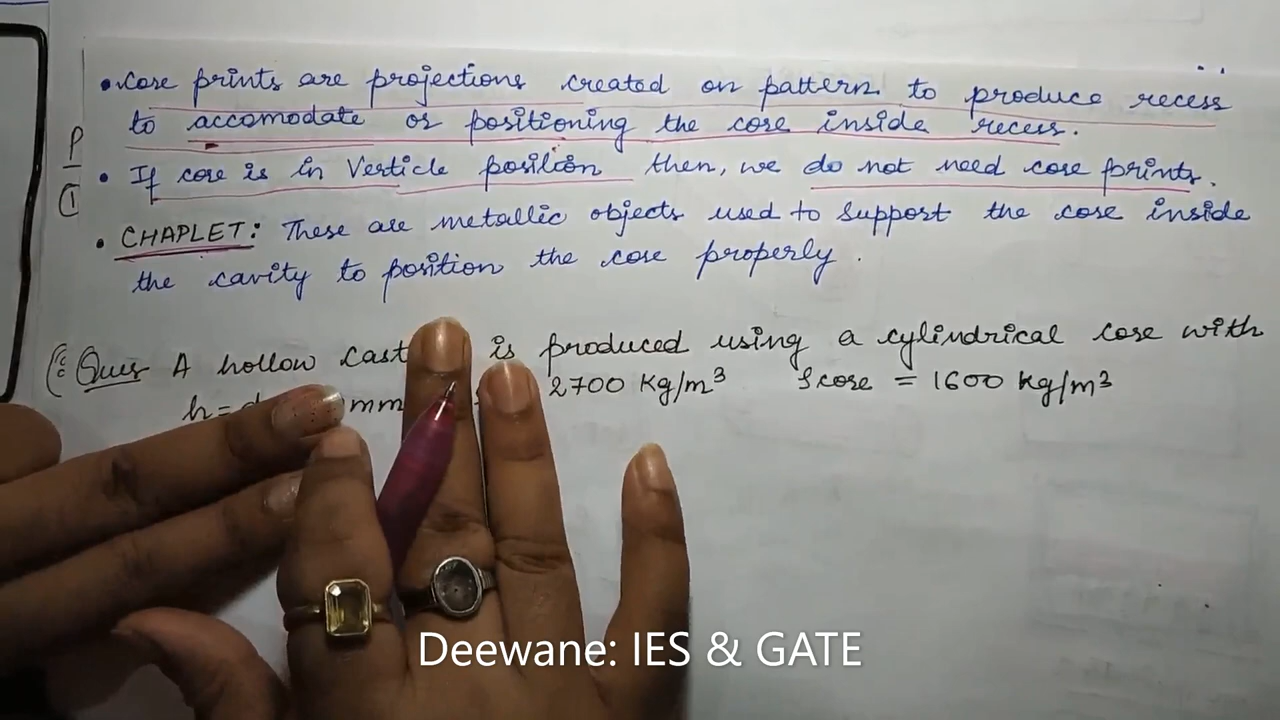 • core prints are projections created on pattern to produce recess
to accomodate or positioning the core inside recess.
• If core is in Verticle position then, we do not need core prints.
• CHAPLET: These are metallic objects used to support the core inside
the cavity to position the core properly.
Ques A hollow cast is produced using a cylindrical core with
h = mm 2700 Kg/m³ ρcore = 1600 Kg/m³
P
Deewane: IES & GATE